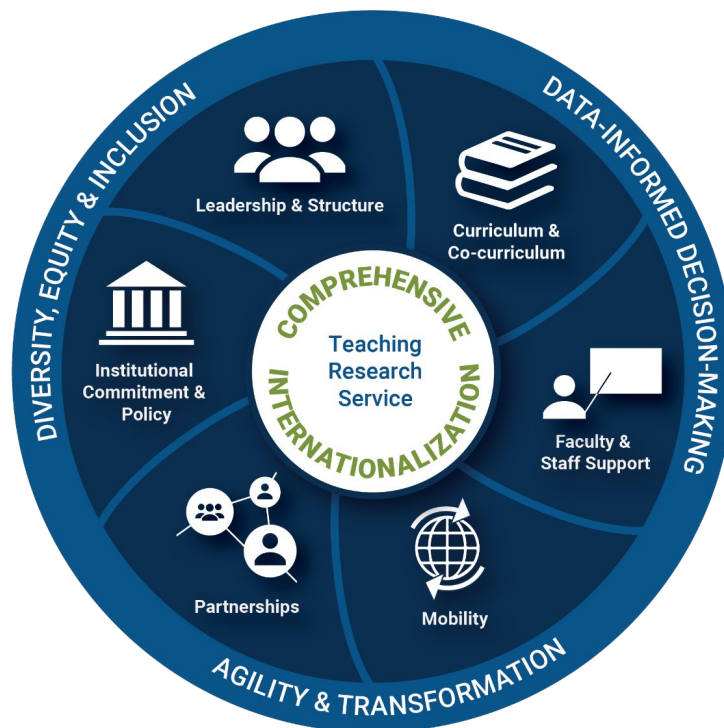 DIVERSITY, EQUITY & INCLUSION
DATA-INFORMED DECISION-MAKING
AGILITY & TRANSFORMATION
Leadership & Structure
Curriculum &
Co-curriculum
Faculty &
Staff Support
Mobility
Partnerships
Institutional
Commitment &
Policy
COMPREHENSIVE
Teaching
Research
Service
INTERNATIONALIZATION